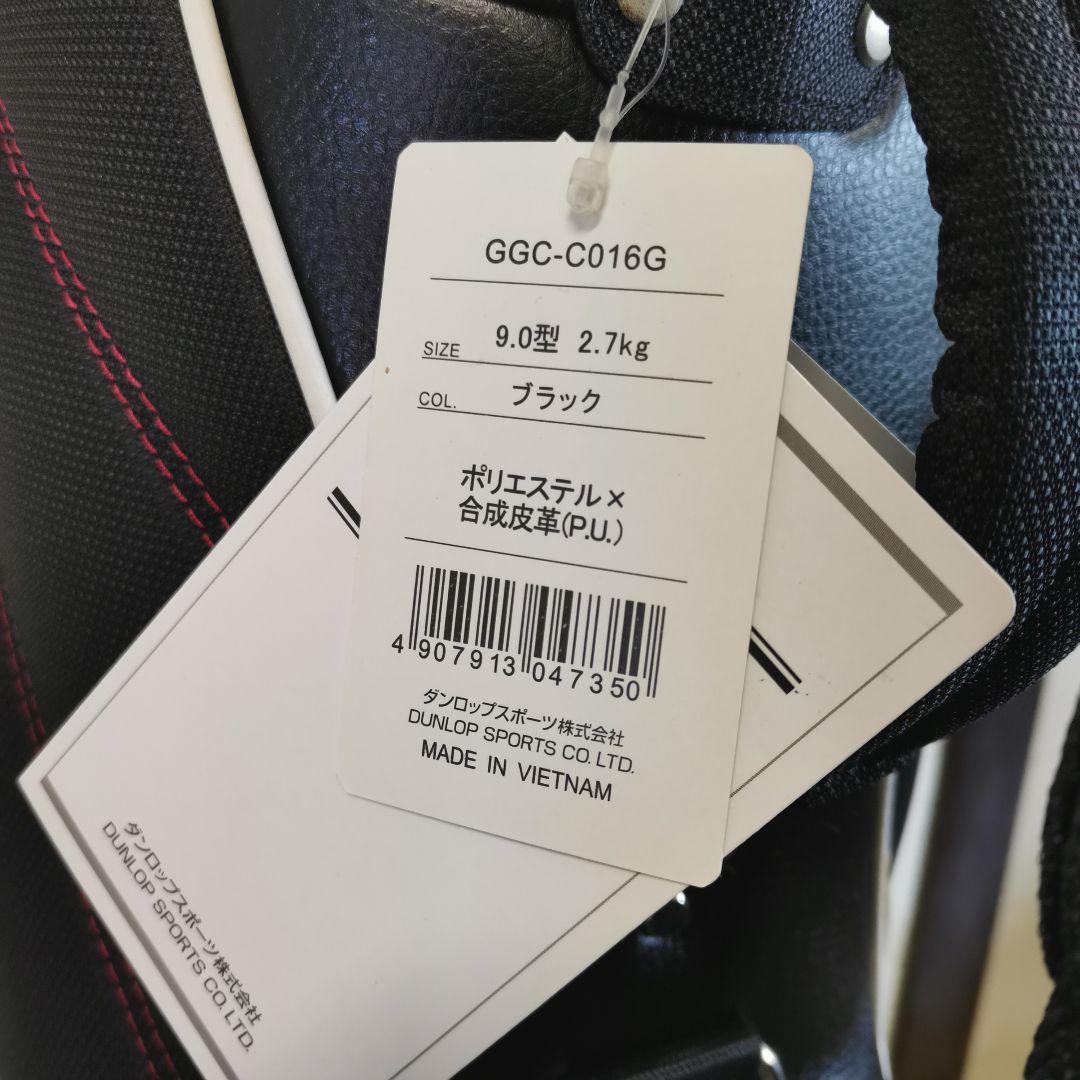 GGC-C016G
SIZE 9.0型 2.7kg
COL. ブラック
ポリエステル×
合成皮革(P.U.)
4 907913 047350
ダンロップスポーツ株式会社
DUNLOP SPORTS CO. LTD.
MADE IN VIETNAM
ダンロップスポーツ株式会社
DUNLOP SPORTS CO. LTD.